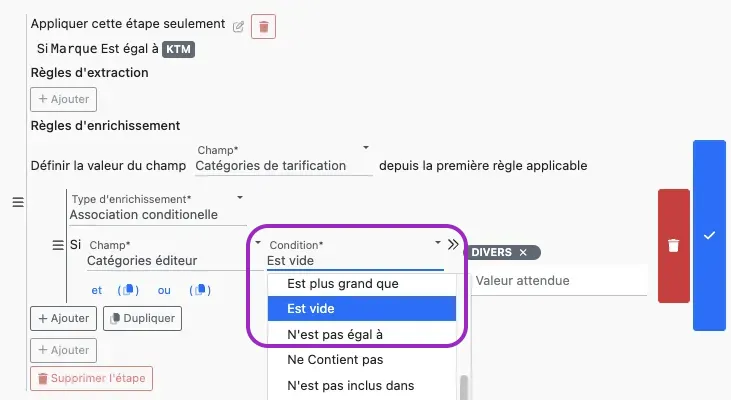 Appliquer cette étape seulement
Si Marque Est égal à KTM
Règles d'extraction
+ Ajouter
Règles d'enrichissement
Champ*
Définir la valeur du champ Catégories de tarification depuis la première règle applicable
Type d'enrichissement*
Association conditionelle
Si Champ* Condition* DIVERS ×
Catégories éditeur Est vide
et ( ) ou ( ) Est plus grand que Valeur attendue
Est vide
+ Ajouter Dupliquer N'est pas égal à
+ Ajouter Ne Contient pas
Supprimer l'étape N'est pas inclus dans